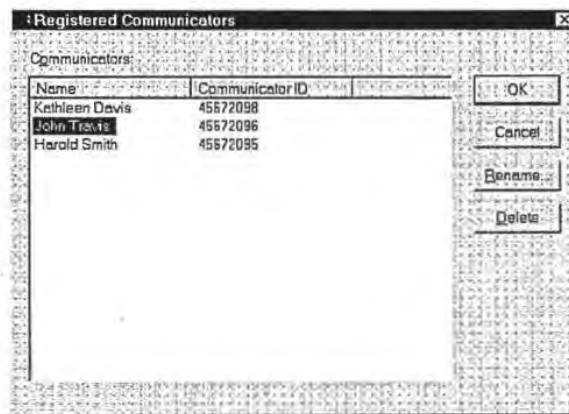 Registered Communicators
Communicators:
Name Communicator ID
Kathleen Davis 45672098
John Travis 45672096
Harold Smith 45672095
OK
Cancel
Rename...
Delete